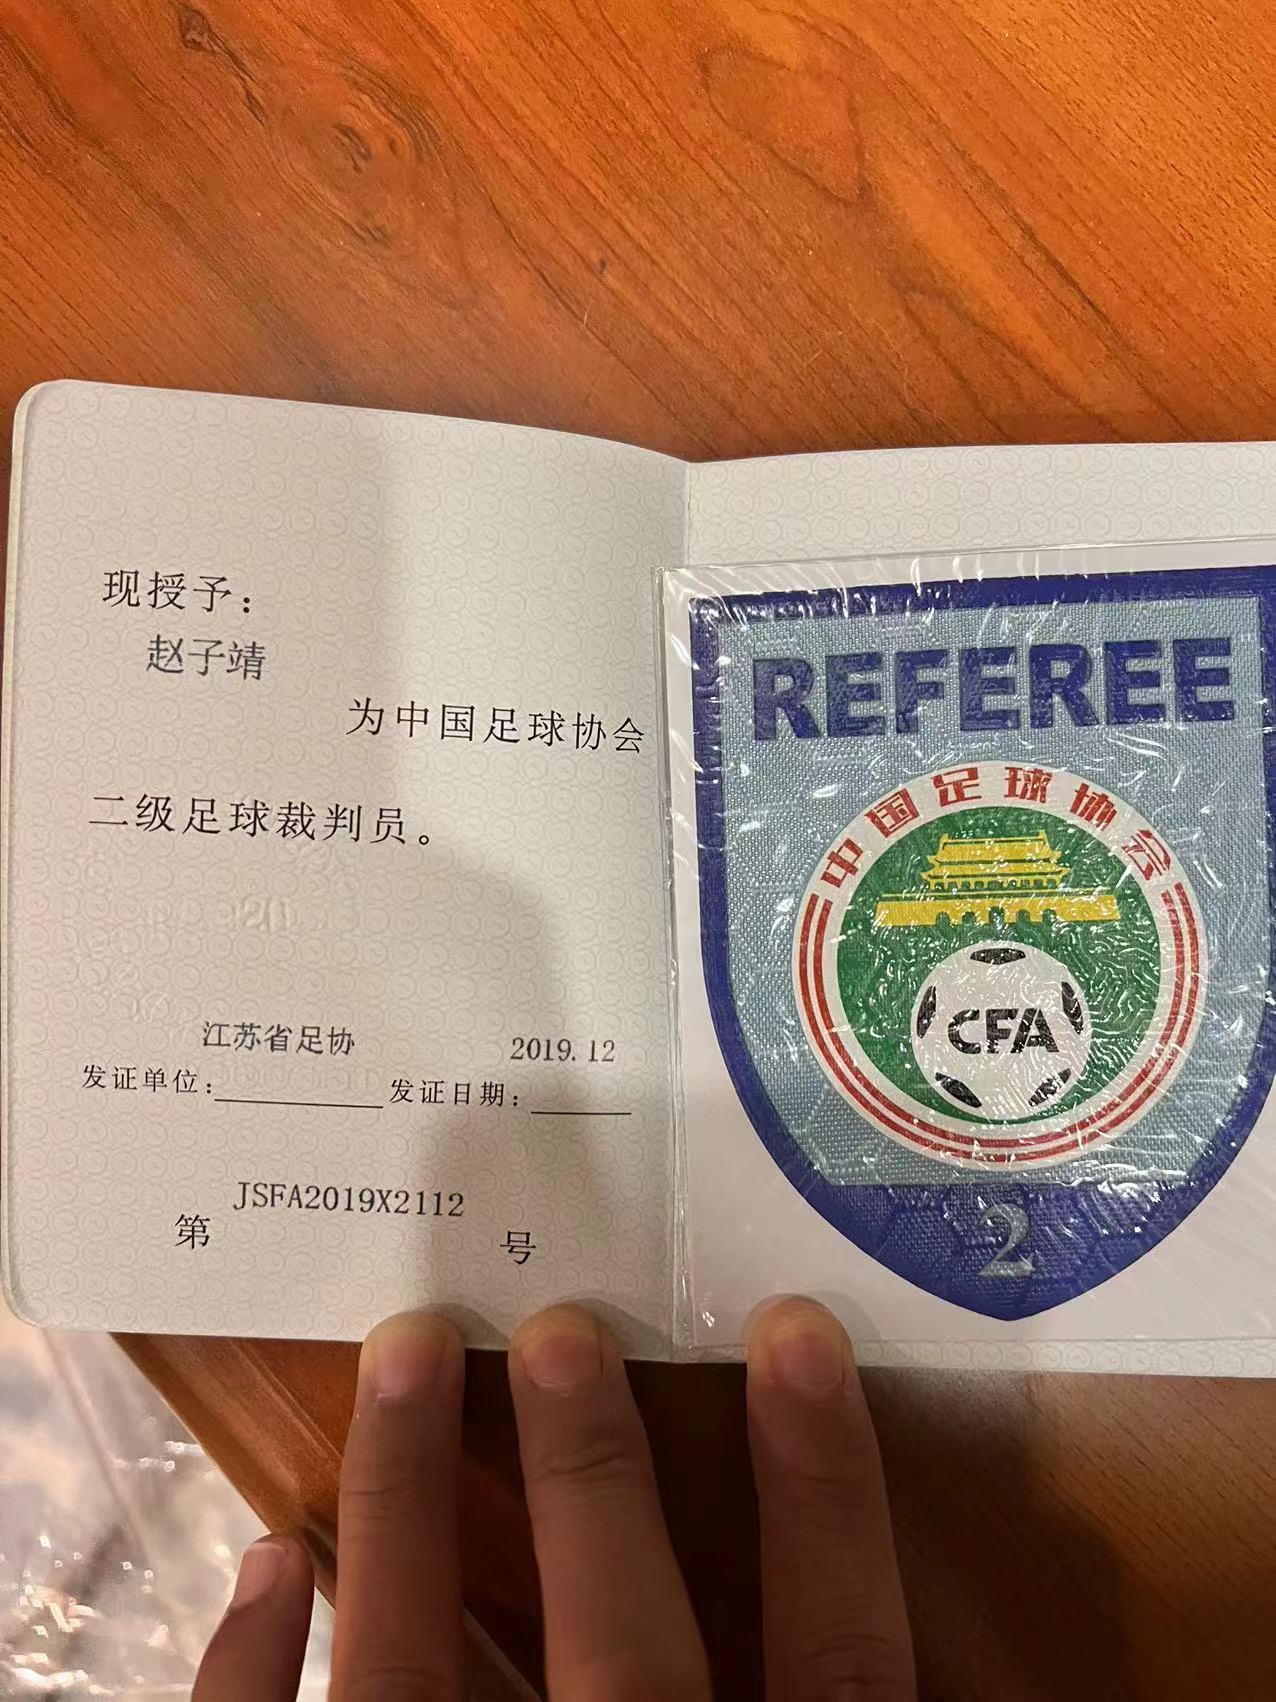 现授予：
赵子靖
为中国足球协会
二级足球裁判员。
江苏省足协
发证单位：
2019.12
发证日期：
JSFA2019X2112
第 号
REFEREE
中国足球协会
CFA
2